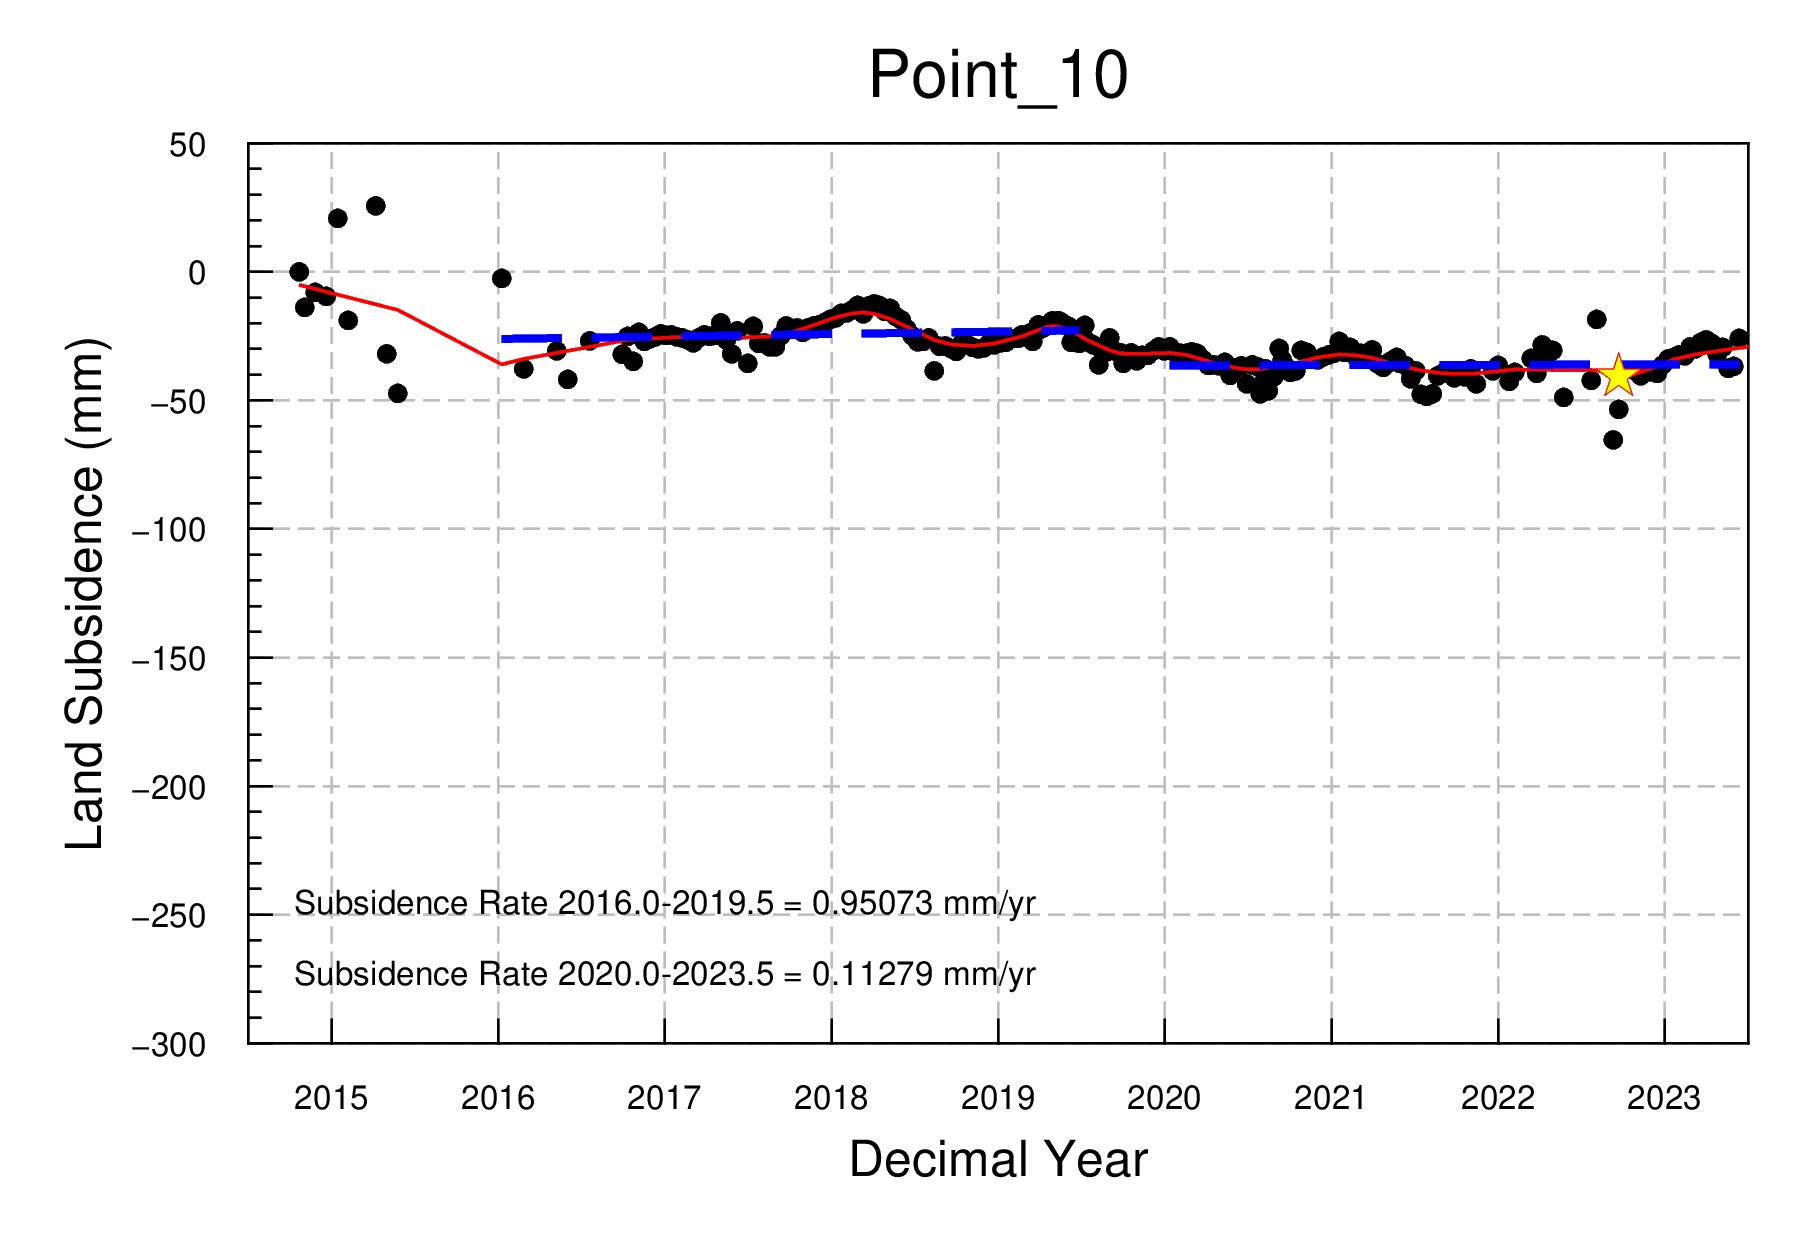 Point_10
50
0
−50
−100
−150
−200
−250
−300
Land Subsidence (mm)
Subsidence Rate 2016.0-2019.5 = 0.95073 mm/yr
Subsidence Rate 2020.0-2023.5 = 0.11279 mm/yr
2015 2016 2017 2018 2019 2020 2021 2022 2023
Decimal Year